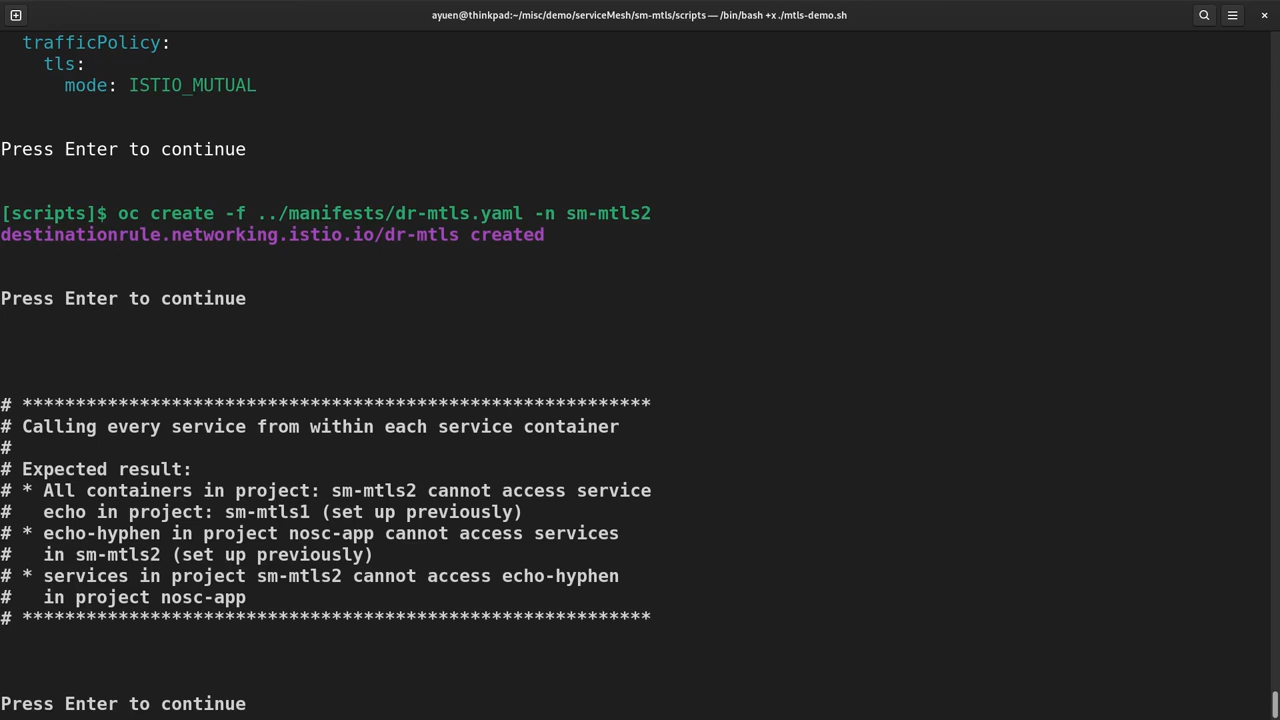 ayuen@thinkpad:~/misc/demo/serviceMesh/sm-mtls/scripts — /bin/bash +x ./mtls-demo.sh
  trafficPolicy:
    tls:
      mode: ISTIO_MUTUAL
Press Enter to continue
[scripts]$ oc create -f ../manifests/dr-mtls.yaml -n sm-mtls2
destinationrule.networking.istio.io/dr-mtls created
Press Enter to continue
# ***********************************************************
# Calling every service from within each service container
#
# Expected result:
# * All containers in project: sm-mtls2 cannot access service
#   echo in project: sm-mtls1 (set up previously)
# * echo-hyphen in project nosc-app cannot access services
#   in sm-mtls2 (set up previously)
# * services in project sm-mtls2 cannot access echo-hyphen
#   in project nosc-app
# ***********************************************************
Press Enter to continue